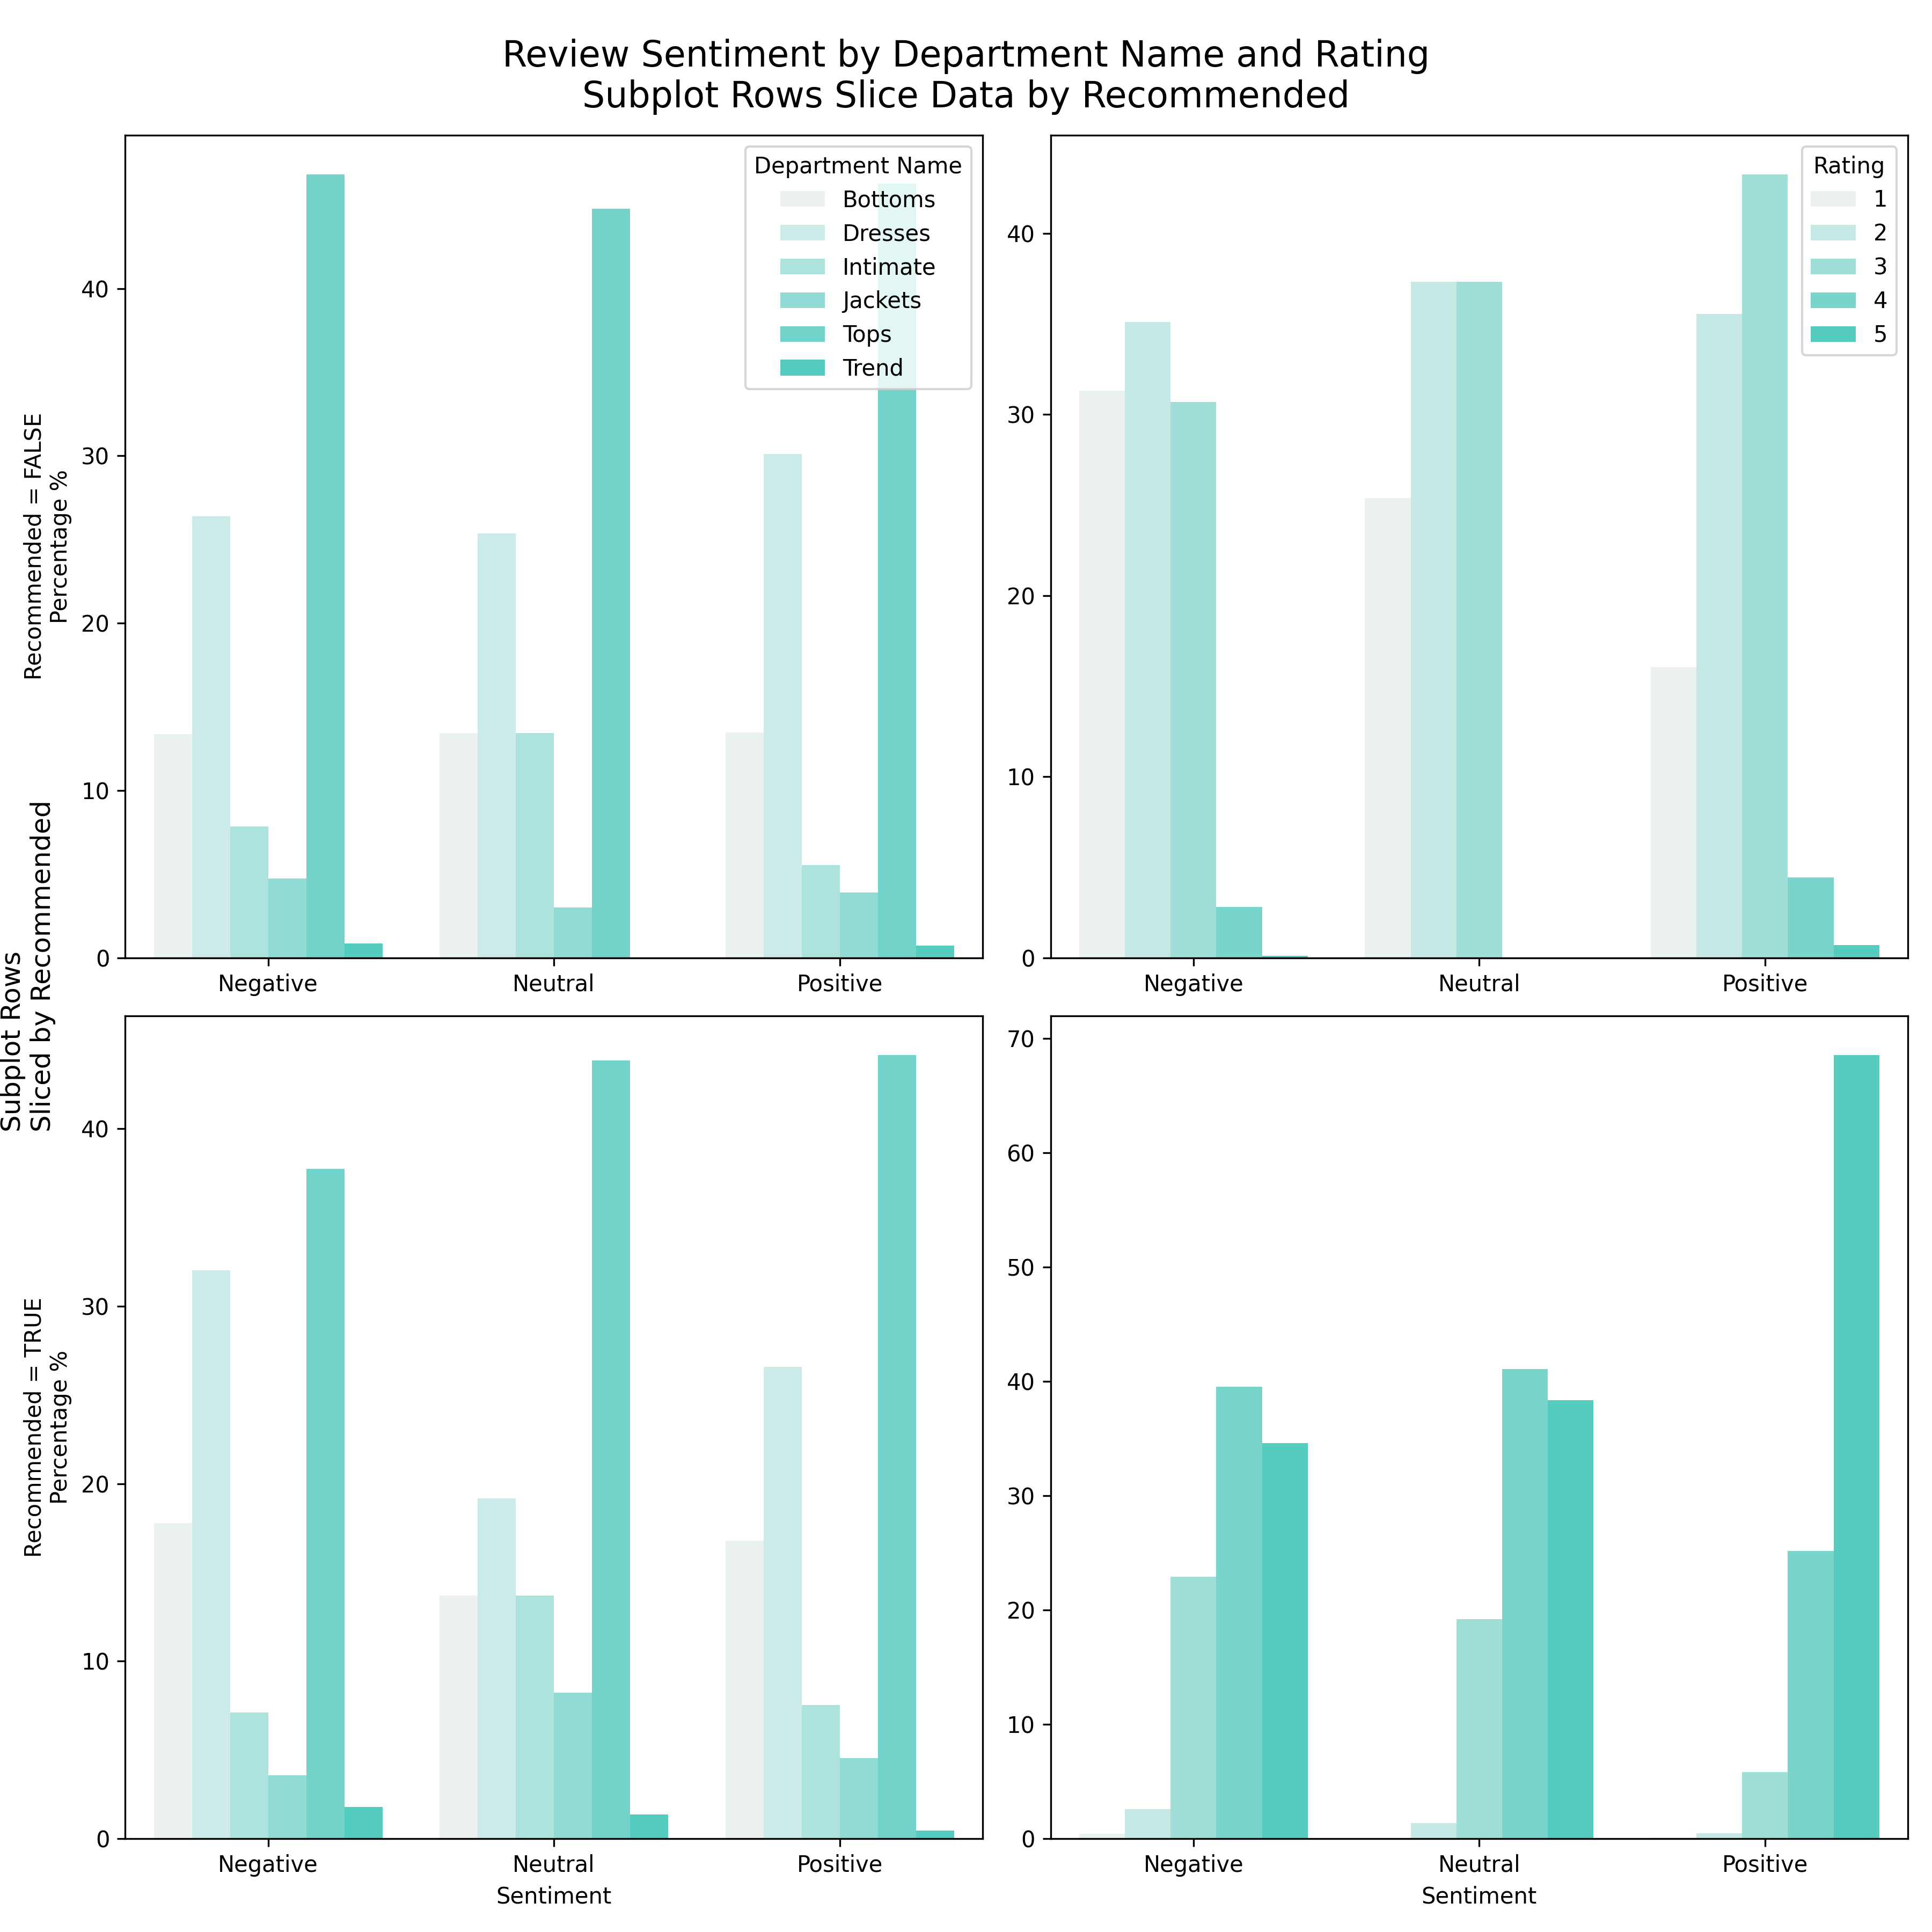 Review Sentiment by Department Name and Rating
Subplot Rows Slice Data by Recommended
Subplot Rows
Sliced by Recommended
Recommended = FALSE
Percentage %
40
30
20
10
0
Department Name
Bottoms
Dresses
Intimate
Jackets
Tops
Trend
Negative
Neutral
Positive
40
30
20
10
0
Rating
1
2
3
4
5
Negative
Neutral
Positive
Recommended = TRUE
Percentage %
40
30
20
10
0
Negative
Neutral
Positive
Sentiment
70
60
50
40
30
20
10
0
Negative
Neutral
Positive
Sentiment